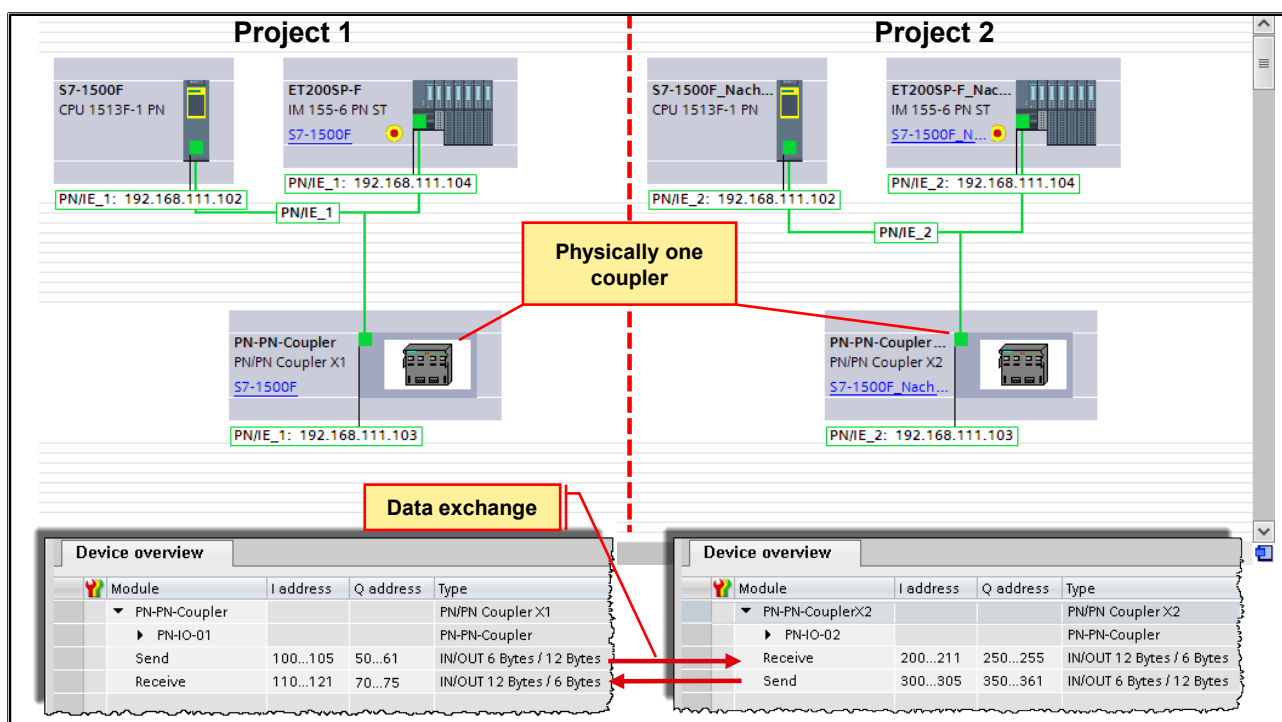 Project 1
Project 2
S7-1500F
CPU 1513F-1 PN
ET200SP-F
IM 155-6 PN ST
S7-1500F
S7-1500F_Nach...
CPU 1513F-1 PN
ET200SP-F_Nac...
IM 155-6 PN ST
S7-1500F_N...
PN/IE_1: 192.168.111.102
PN/IE_1: 192.168.111.104
PN/IE_1
PN/IE_2: 192.168.111.102
PN/IE_2: 192.168.111.104
PN/IE_2
Physically one
coupler
PN-PN-Coupler
PN/PN Coupler X1
S7-1500F
PN/IE_1: 192.168.111.103
PN-PN-Coupler ...
PN/PN Coupler X2
S7-1500F_Nach...
PN/IE_2: 192.168.111.103
Data exchange
Device overview
Module I address Q address Type
PN-PN-Coupler PN/PN Coupler X1
PN-IO-01 PN-PN-Coupler
Send 100...105 50...61 IN/OUT 6 Bytes / 12 Bytes
Receive 110...121 70...75 IN/OUT 12 Bytes / 6 Bytes
Device overview
Module I address Q address Type
PN-PN-CouplerX2 PN/PN Coupler X2
PN-IO-02 PN-PN-Coupler
Receive 200...211 250...255 IN/OUT 12 Bytes / 6 Bytes
Send 300...305 350...361 IN/OUT 6 Bytes / 12 Bytes